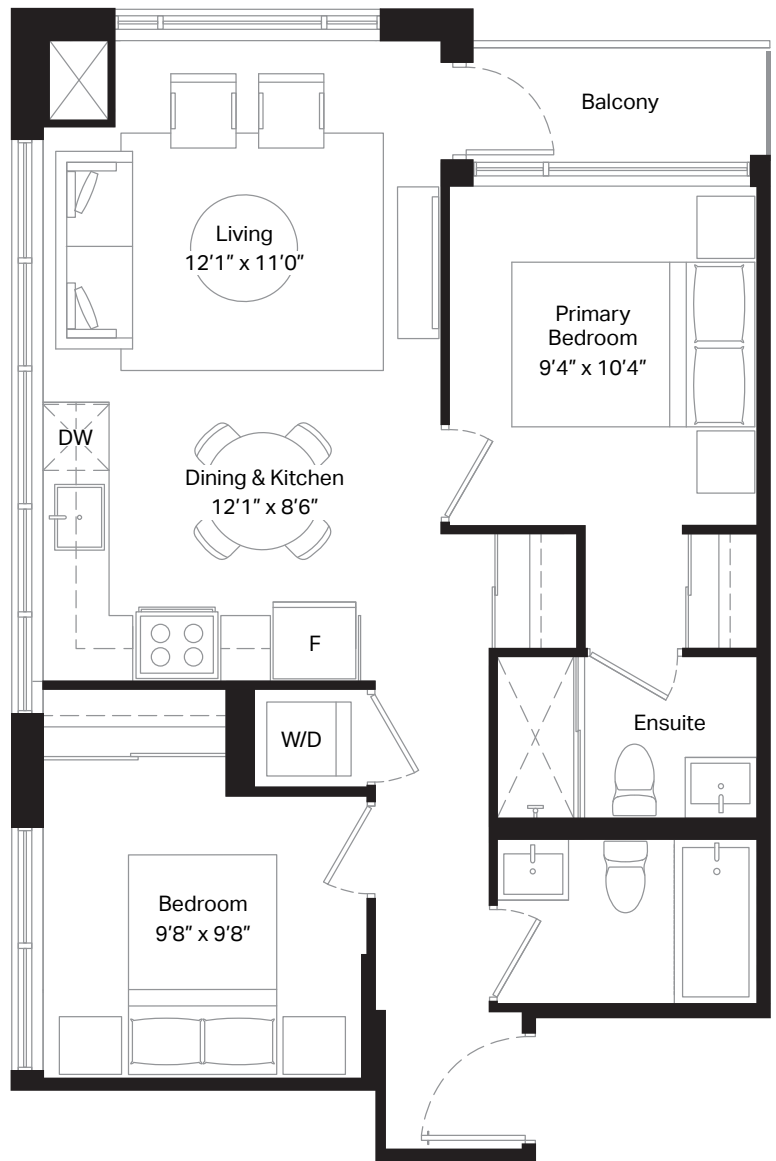 Balcony
Living
12'1" x 11'0"
Primary
Bedroom
9'4" x 10'4"
DW
Dining & Kitchen
12'1" x 8'6"
F
W/D
Ensuite
Bedroom
9'8" x 9'8"